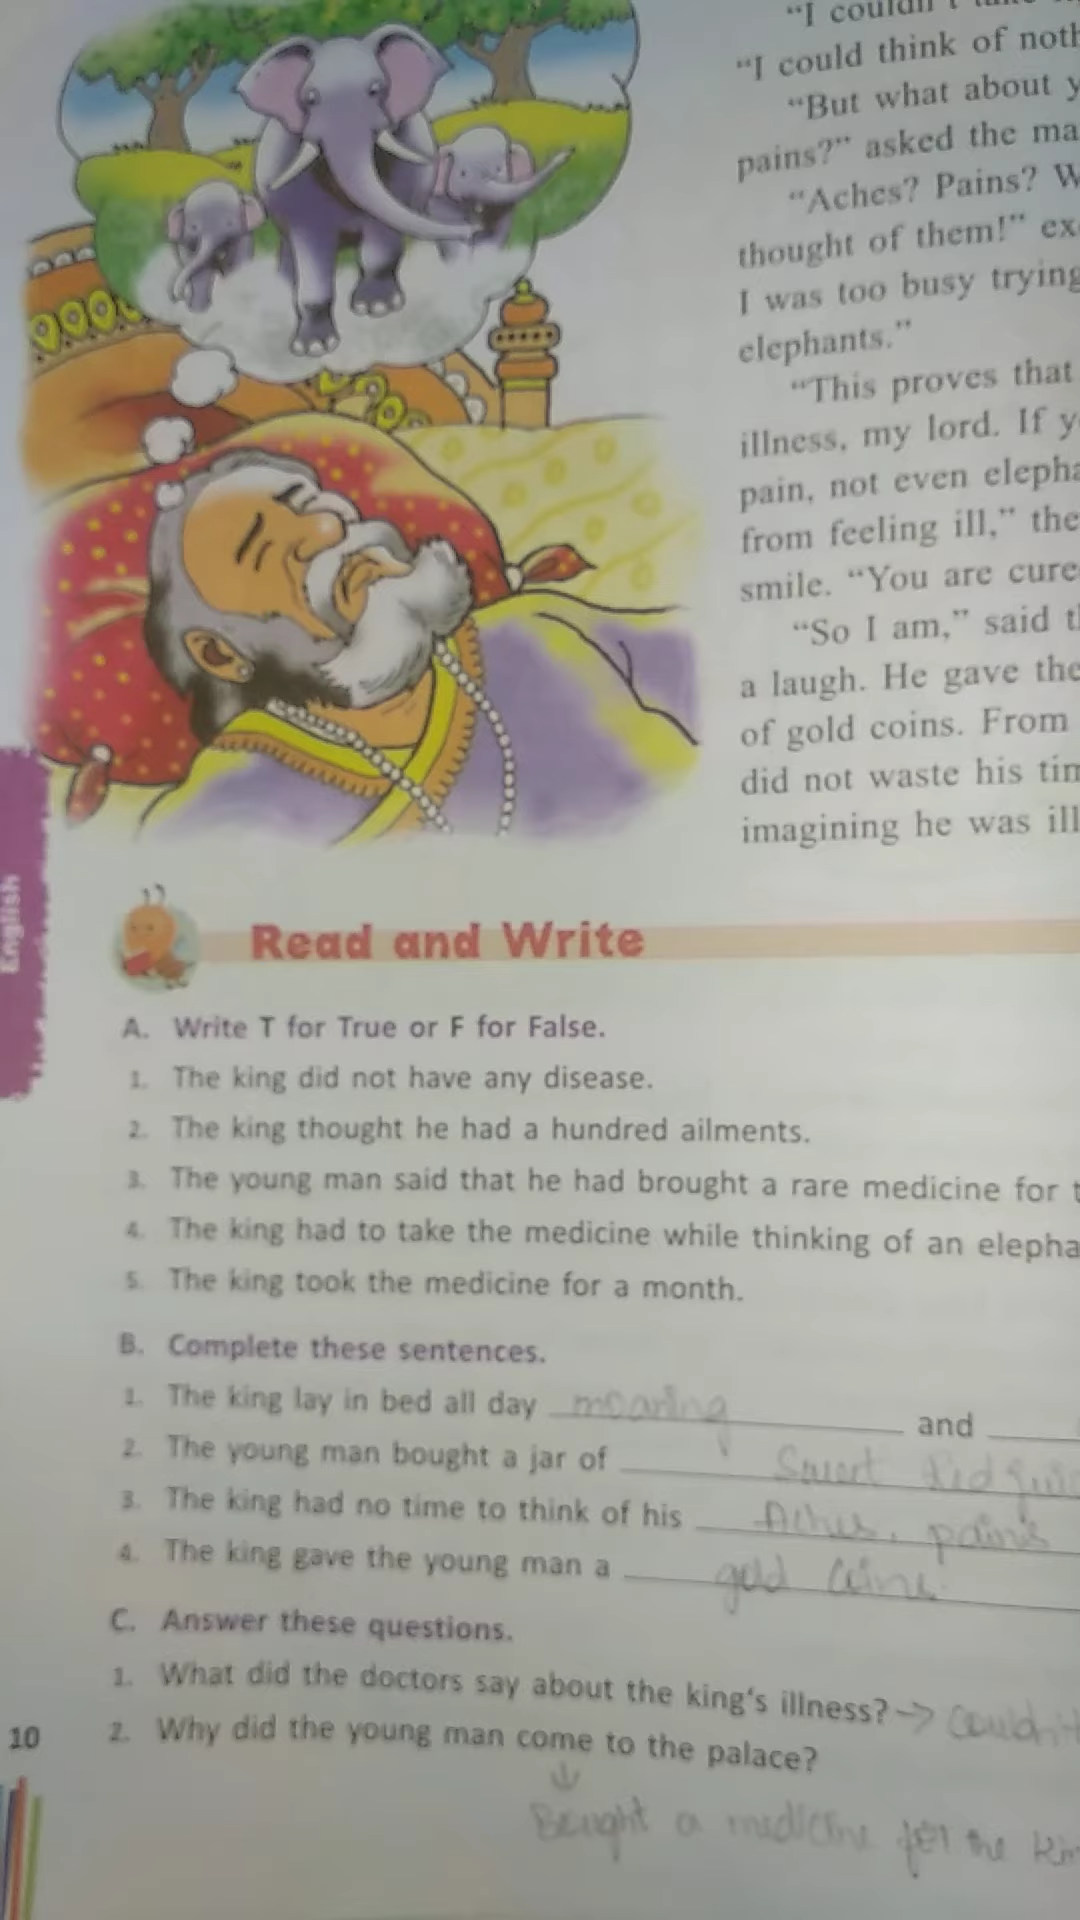 "I couldn't take
"I could think of noth
"But what about y
pains?" asked the ma
"Aches? Pains? W
thought of them!" ex
I was too busy trying
elephants."
"This proves that
illness, my lord. If y
pain, not even elepha
from feeling ill," the
smile. "You are cure
"So I am," said th
a laugh. He gave the
of gold coins. From
did not waste his tim
imagining he was ill
English
Read and Write
A. Write T for True or F for False.
1. The king did not have any disease.
2. The king thought he had a hundred ailments.
3. The young man said that he had brought a rare medicine for t
4. The king had to take the medicine while thinking of an elepha
5. The king took the medicine for a month.
B. Complete these sentences.
1. The king lay in bed all day moaning and
2. The young man bought a jar of
3. The king had no time to think of his Aches, pains
4. The king gave the young man a gold coins.
C. Answer these questions.
1. What did the doctors say about the king's illness? →
2. Why did the young man come to the palace?
↓
10
a medicine for the